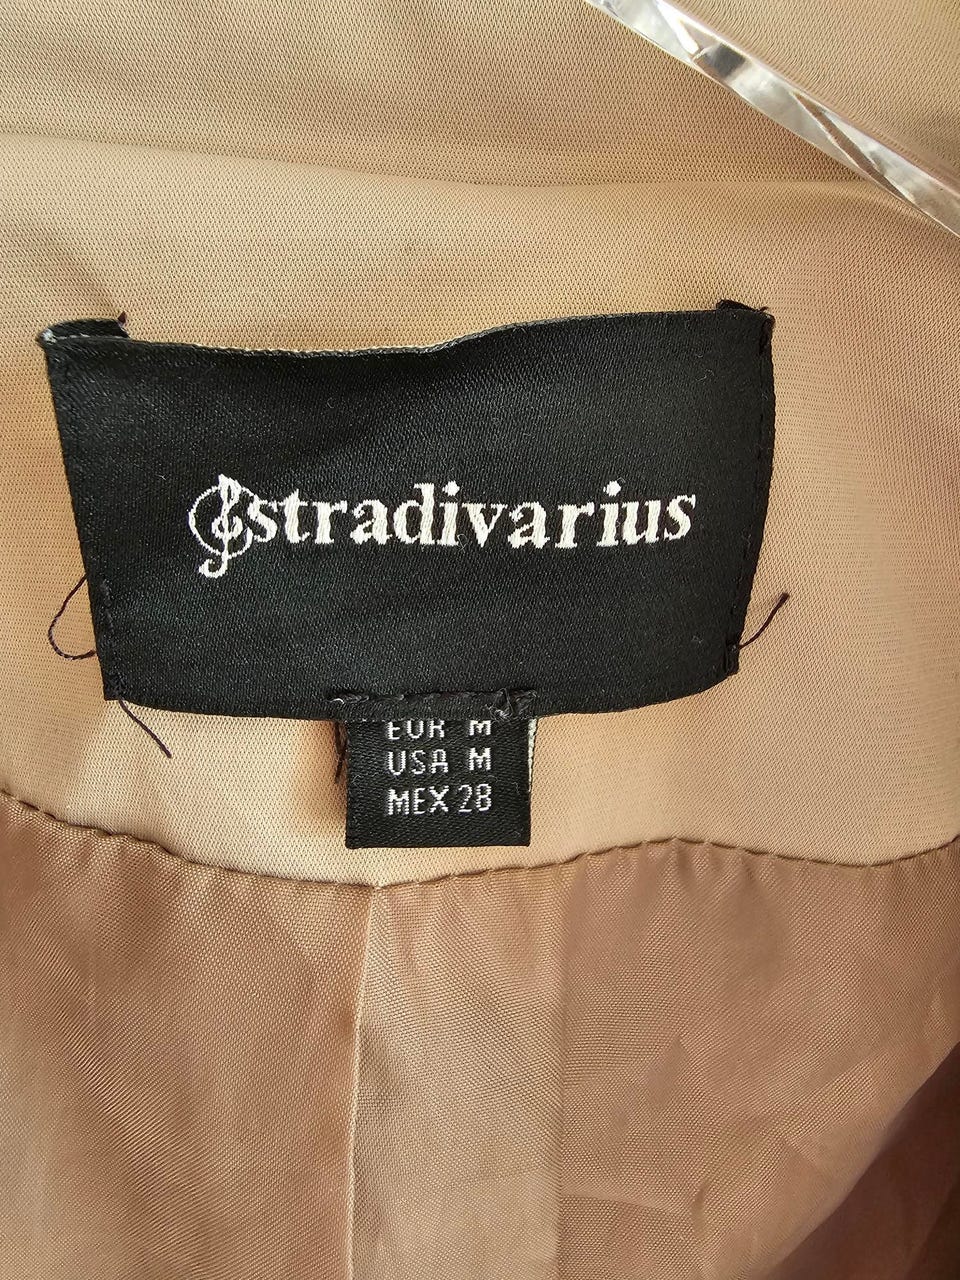 stradivarius
EUR M
USA M
MEX 28